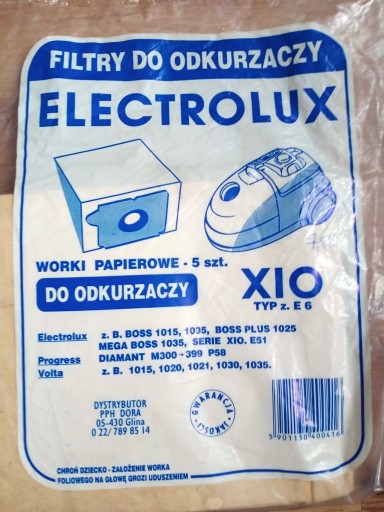 FILTRY DO ODKURZACZY
ELECTROLUX
WORKI PAPIEROWE - 5 szt.
DO ODKURZACZY
XIO
TYP z. E 6
Electrolux z. B. BOSS 1015, 1035, BOSS PLUS 1025
MEGA BOSS 1035, SERIE XIO. E51
Progress DIAMANT M300-399 P58
Volta z. B. 1015, 1020, 1021, 1030, 1035.
DYSTRYBUTOR
PPH DORA
05-430 Glina
0 22/ 789 85 14
GWARANCJA JAKOŚCI
5 901130 400416
CHROŃ DZIECKO - ZAŁOŻENIE WORKA
FOLIOWEGO NA GŁOWĘ GROZI UDUSZENIEM